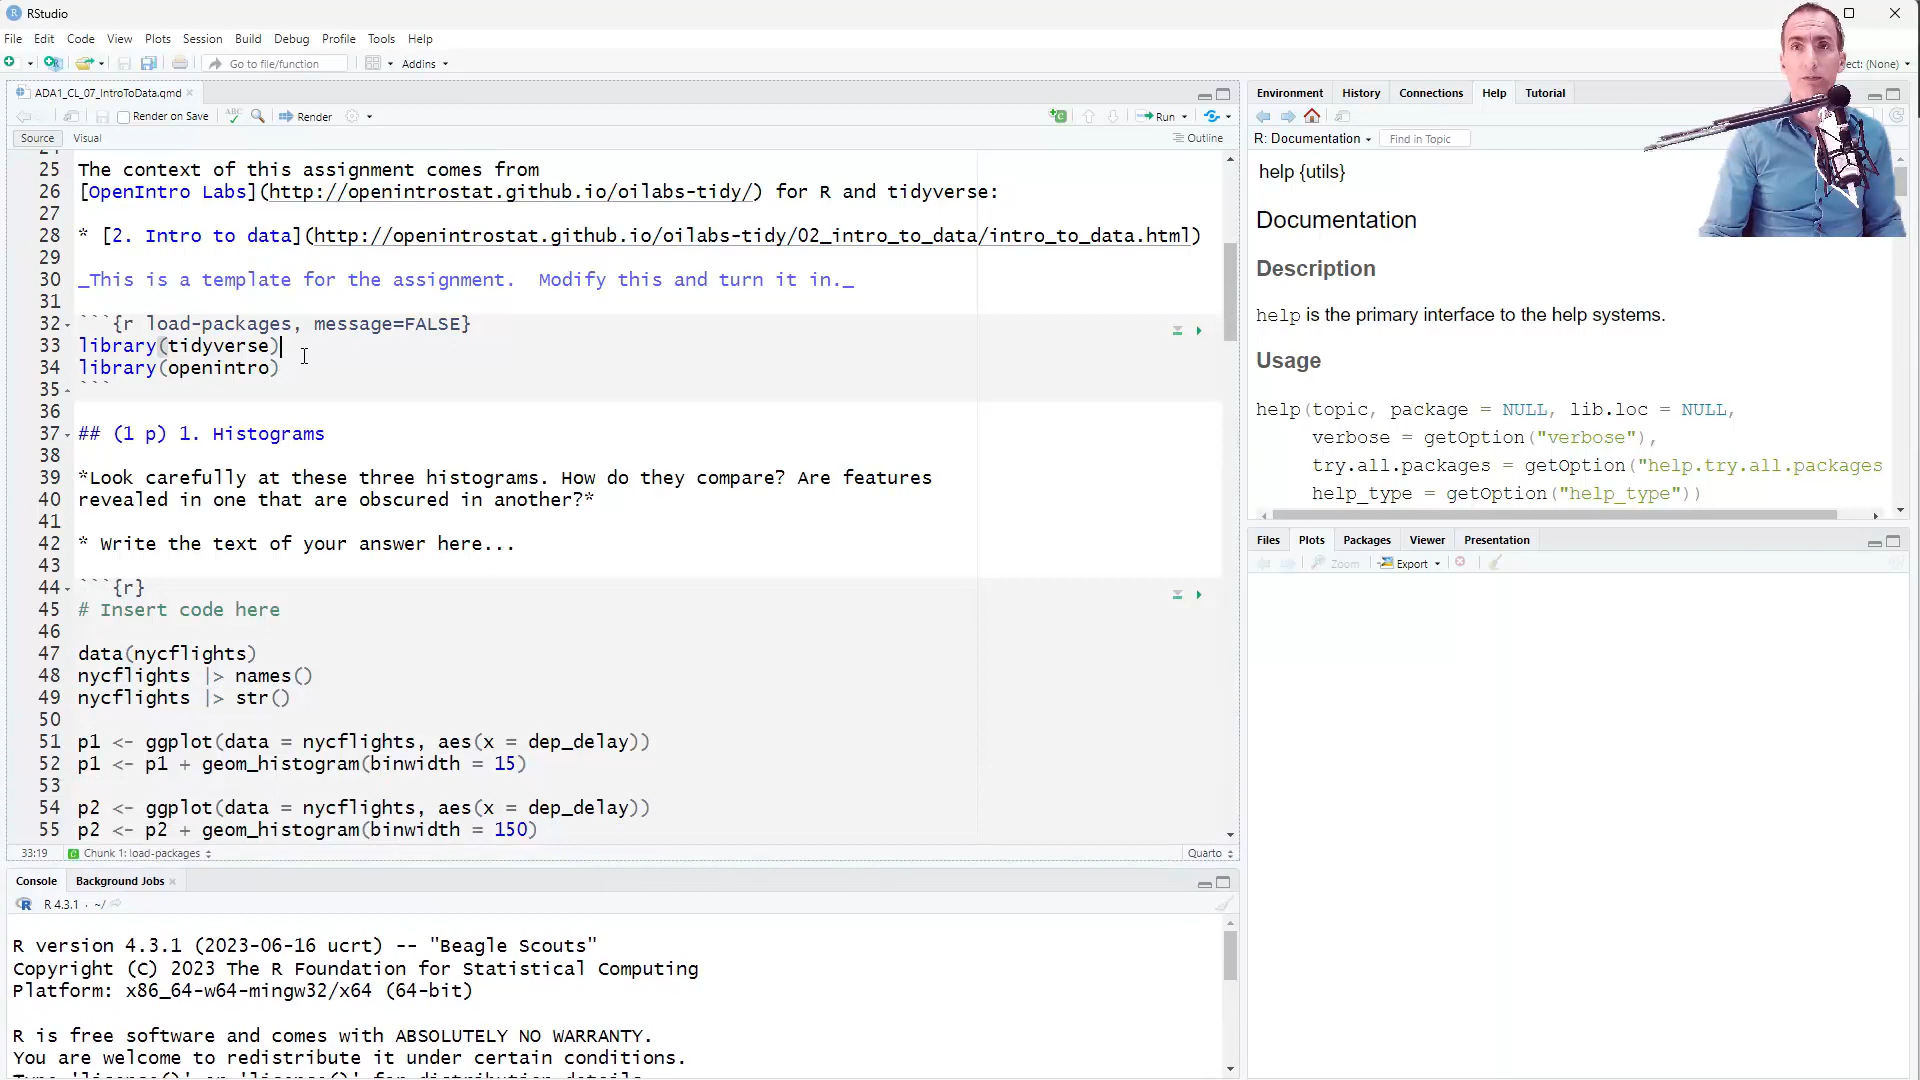 RStudio
File Edit Code View Plots Session Build Debug Profile Tools Help
Go to file/function Addins
ect: (None)
ADA1_CL_07_IntroToData.qmd
Render on Save Render Run
Source Visual Outline
25 The context of this assignment comes from
26 [OpenIntro Labs](http://openintrostat.github.io/oilabs-tidy/) for R and tidyverse:
27
28 * [2. Intro to data](http://openintrostat.github.io/oilabs-tidy/02_intro_to_data/intro_to_data.html)
29
30 _This is a template for the assignment.  Modify this and turn it in._
31
32 ```{r load-packages, message=FALSE}
33 library(tidyverse)
34 library(openintro)
35 ```
36
37 ## (1 p) 1. Histograms
38
39 *Look carefully at these three histograms. How do they compare? Are features
40 revealed in one that are obscured in another?*
41
42 * Write the text of your answer here...
43
44 ```{r}
45 # Insert code here
46
47 data(nycflights)
48 nycflights |> names()
49 nycflights |> str()
50
51 p1 <- ggplot(data = nycflights, aes(x = dep_delay))
52 p1 <- p1 + geom_histogram(binwidth = 15)
53
54 p2 <- ggplot(data = nycflights, aes(x = dep_delay))
55 p2 <- p2 + geom_histogram(binwidth = 150)
33:19 Chunk 1: load-packages Quarto
Console Background Jobs
R 4.3.1 · ~/
R version 4.3.1 (2023-06-16 ucrt) -- "Beagle Scouts"
Copyright (C) 2023 The R Foundation for Statistical Computing
Platform: x86_64-w64-mingw32/x64 (64-bit)
R is free software and comes with ABSOLUTELY NO WARRANTY.
You are welcome to redistribute it under certain conditions.
Type 'license()' or 'licence()' for distribution details.
Environment History Connections Help Tutorial
R: Documentation Find in Topic
help {utils}
Documentation
Description
help is the primary interface to the help systems.
Usage
help(topic, package = NULL, lib.loc = NULL,
verbose = getOption("verbose"),
try.all.packages = getOption("help.try.all.packages
help_type = getOption("help_type"))
Files Plots Packages Viewer Presentation
Zoom Export